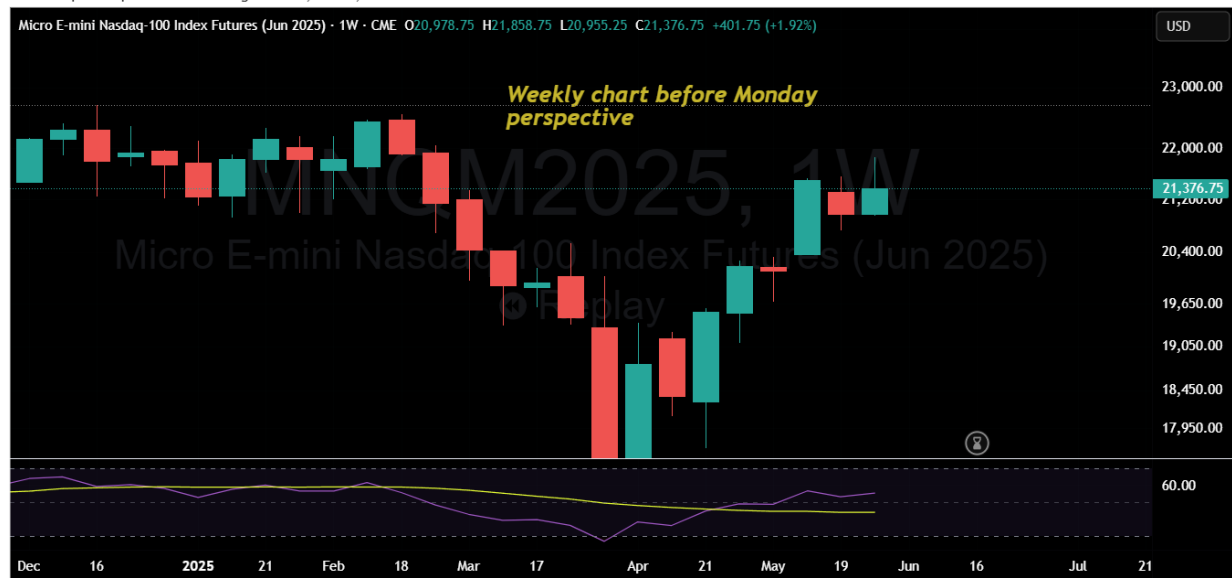 Micro E-mini Nasdaq-100 Index Futures (Jun 2025) · 1W · CME O20,978.75 H21,858.75 L20,955.25 C21,376.75 +401.75 (+1.92%)
USD
Weekly chart before Monday
perspective
23,000.00
22,000.00
MNQM2025, 1W
21,376.75
21,200.00
Micro E-mini Nasdaq-100 Index Futures (Jun 2025)
20,400.00
Replay
19,650.00
19,050.00
18,450.00
17,950.00
60.00
Dec 16 2025 21 Feb 18 Mar 17 Apr 21 May 19 Jun 16 Jul 21